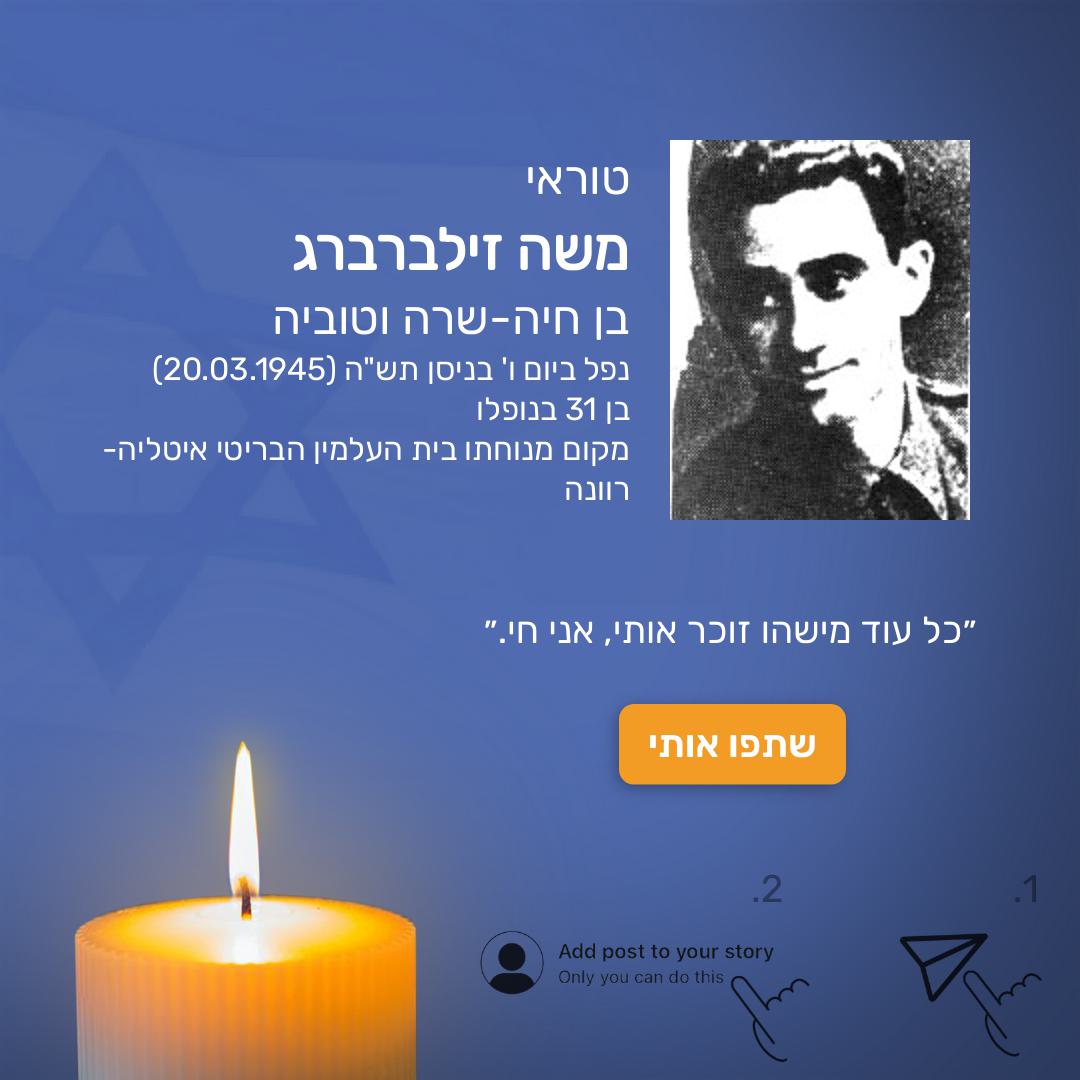 טוראי
משה זילברברג
בן חיה-שרה וטוביה
נפל ביום ו' בניסן תש"ה (20.03.1945)
בן 31 בנופלו
מקום מנוחתו בית העלמין הבריטי איטליה-
רוונה
״כל עוד מישהו זוכר אותי, אני חי.״
שתפו אותי
1.
2.
Add post to your story
Only you can do this